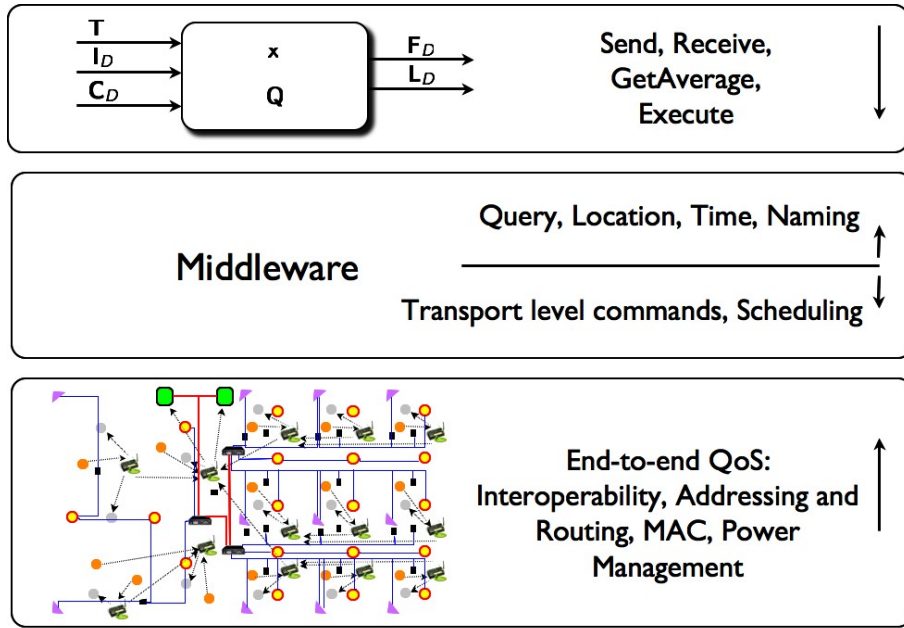 T
I_D
C_D
x
Q
F_D
L_D
Send, Receive,
GetAverage,
Execute
Middleware
Query, Location, Time, Naming
Transport level commands, Scheduling
End-to-end QoS:
Interoperability, Addressing and
Routing, MAC, Power
Management